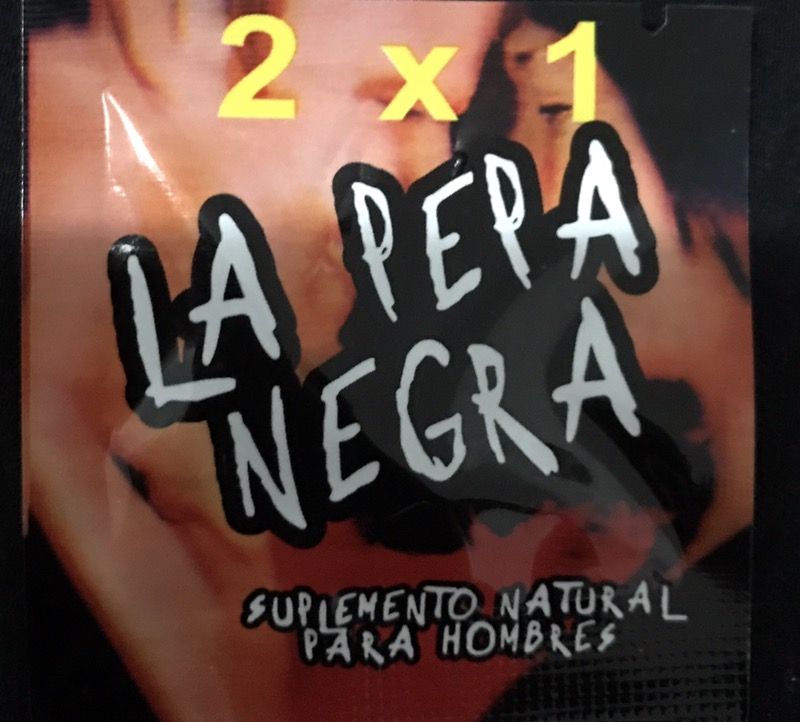 2 x 1
LA PEPA
NEGRA
SUPLEMENTO NATURAL
PARA HOMBRES